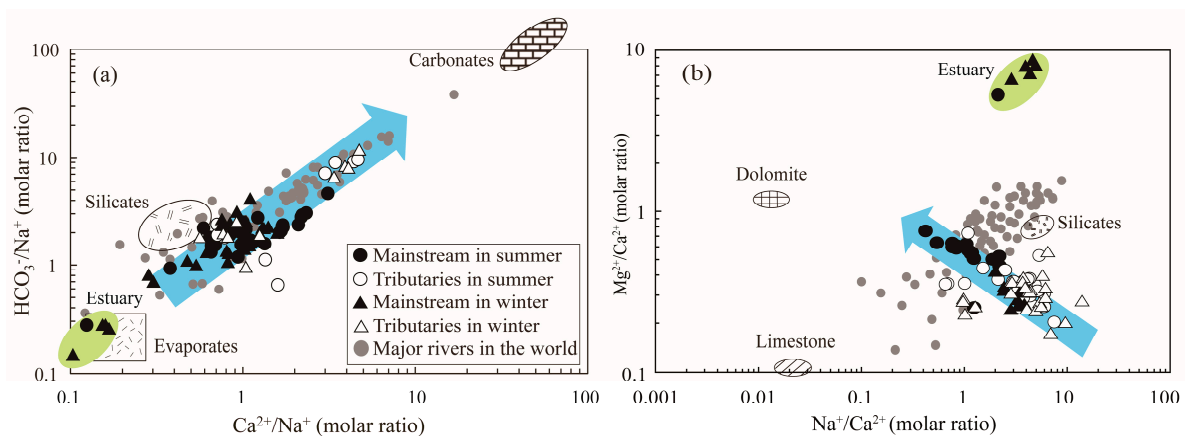 (a)
HCO₃-/Na⁺ (molar ratio)
100
10
1
0.1
Carbonates
Silicates
Estuary
Evaporates
Mainstream in summer
Tributaries in summer
Mainstream in winter
Tributaries in winter
Major rivers in the world
0.1
1
10
100
Ca²⁺/Na⁺ (molar ratio)
(b)
Mg²⁺/Ca²⁺(molar ratio)
10
1
0.1
Estuary
Dolomite
Silicates
Limestone
0.001
0.01
0.1
1
10
100
Na⁺/Ca²⁺ (molar ratio)